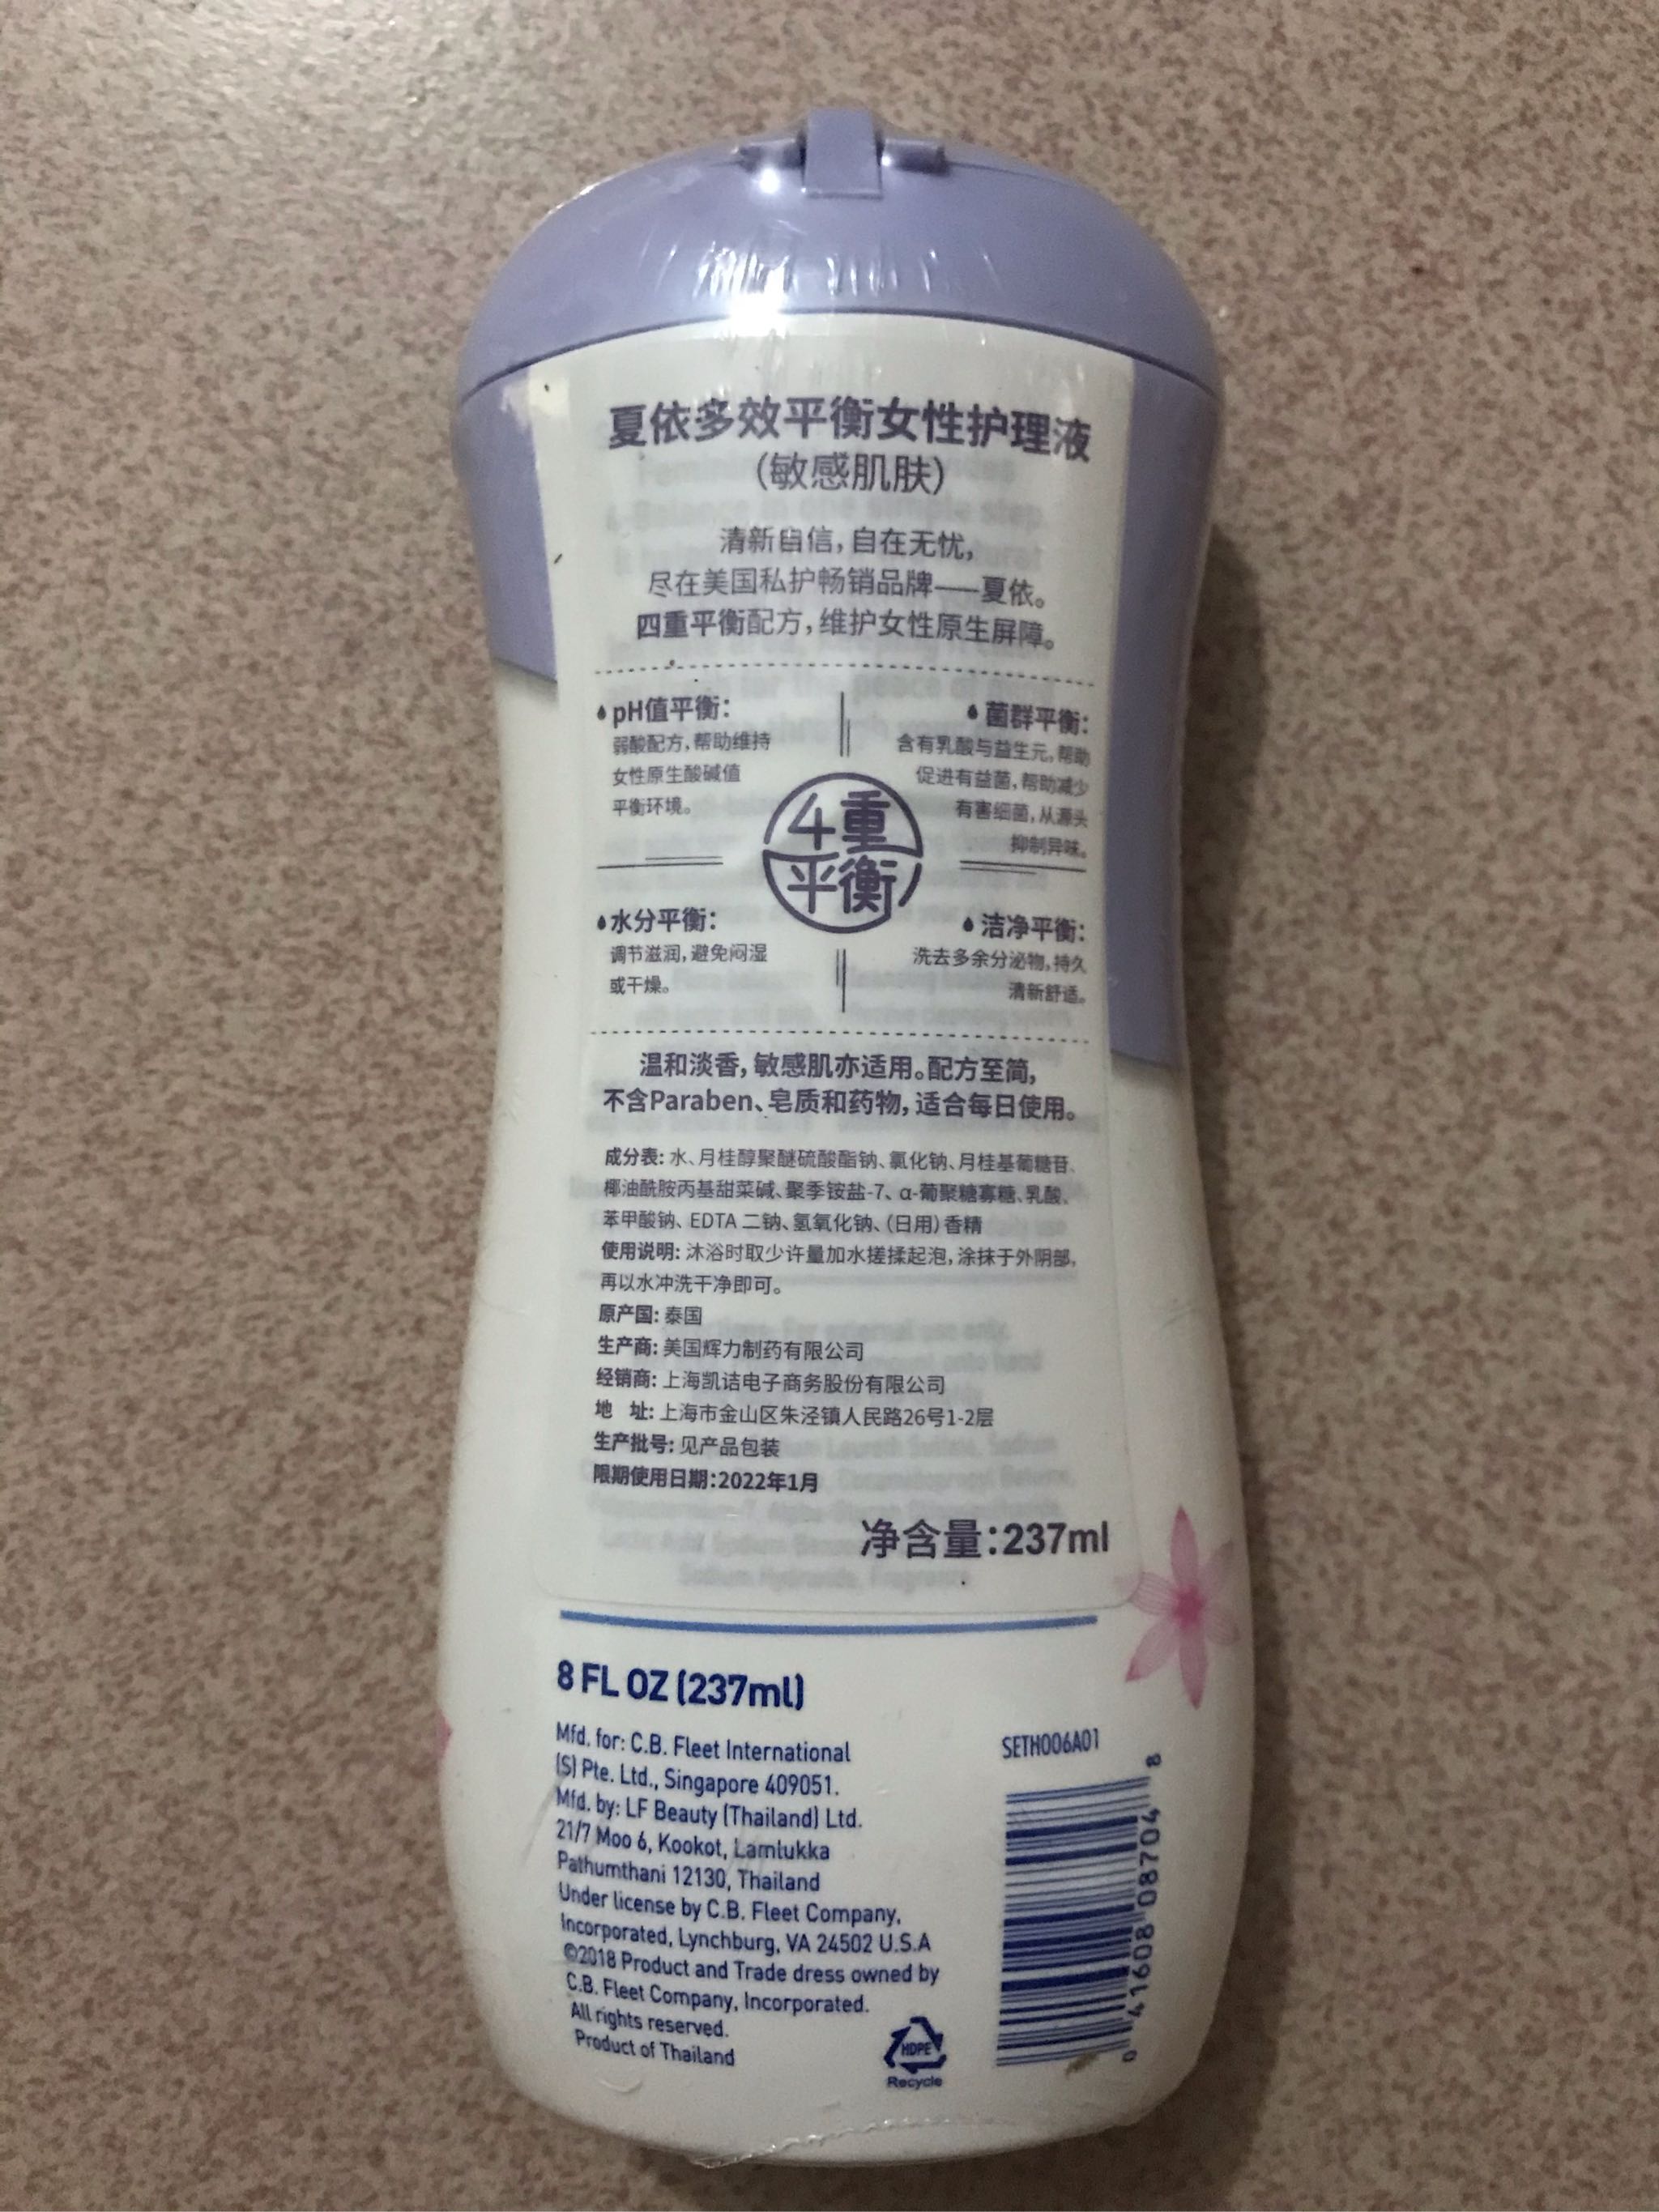 夏依多效平衡女性护理液
(敏感肌肤)
清新自信,自在无忧,
尽在美国私护畅销品牌——夏依。
四重平衡配方,维护女性原生屏障。
pH值平衡:
弱酸配方,帮助维持
女性原生酸碱值
平衡环境。
菌群平衡:
含有乳酸与益生元,帮助
促进有益菌,帮助减少
有害细菌,从源头
抑制异味。
4重
平衡
水分平衡:
调节滋润,避免闷湿
或干燥。
洁净平衡:
洗去多余分泌物,持久
清新舒适。
温和淡香,敏感肌亦适用。配方至简,
不含Paraben、皂质和药物,适合每日使用。
成分表:水、月桂醇聚醚硫酸酯钠、氯化钠、月桂基葡糖苷、
椰油酰胺丙基甜菜碱、聚季铵盐-7、α-葡聚糖寡糖、乳酸、
苯甲酸钠、EDTA 二钠、氢氧化钠、(日用)香精
使用说明:沐浴时取少许量加水搓揉起泡,涂抹于外阴部,
再以水冲洗干净即可。
原产国:泰国
生产商:美国辉力制药有限公司
经销商:上海凯诘电子商务股份有限公司
地 址:上海市金山区朱泾镇人民路26号1-2层
生产批号:见产品包装
限期使用日期:2022年1月
净含量:237ml
8 FL OZ (237ml)
Mfd. for: C.B. Fleet International
(S) Pte. Ltd., Singapore 409051.
Mfd. by: LF Beauty (Thailand) Ltd.
21/7 Moo 6, Kookot, Lamlukka
Pathumthani 12130, Thailand
Under license by C.B. Fleet Company,
Incorporated, Lynchburg, VA 24502 U.S.A
©2018 Product and Trade dress owned by
C.B. Fleet Company, Incorporated.
All rights reserved.
Product of Thailand
HDPE
Recycle
SETH006A01
0 41608 08704 8